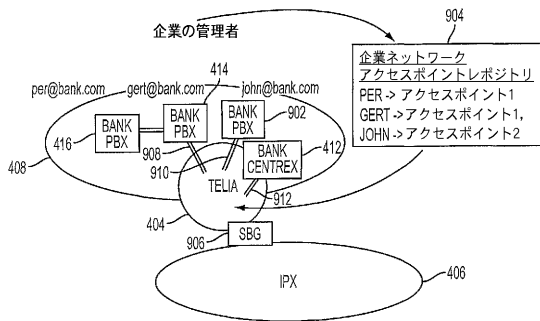 企業の管理者
904
企業ネットワーク
アクセスポイントレポジトリ
PER -> アクセスポイント1
GERT -> アクセスポイント1,
JOHN -> アクセスポイント2
414
per@bank.com gert@bank.com john@bank.com
BANK PBX
902
BANK PBX
416
BANK PBX
908
BANK CENTREX
412
408
910
TELIA
912
404
906
SBG
IPX
406